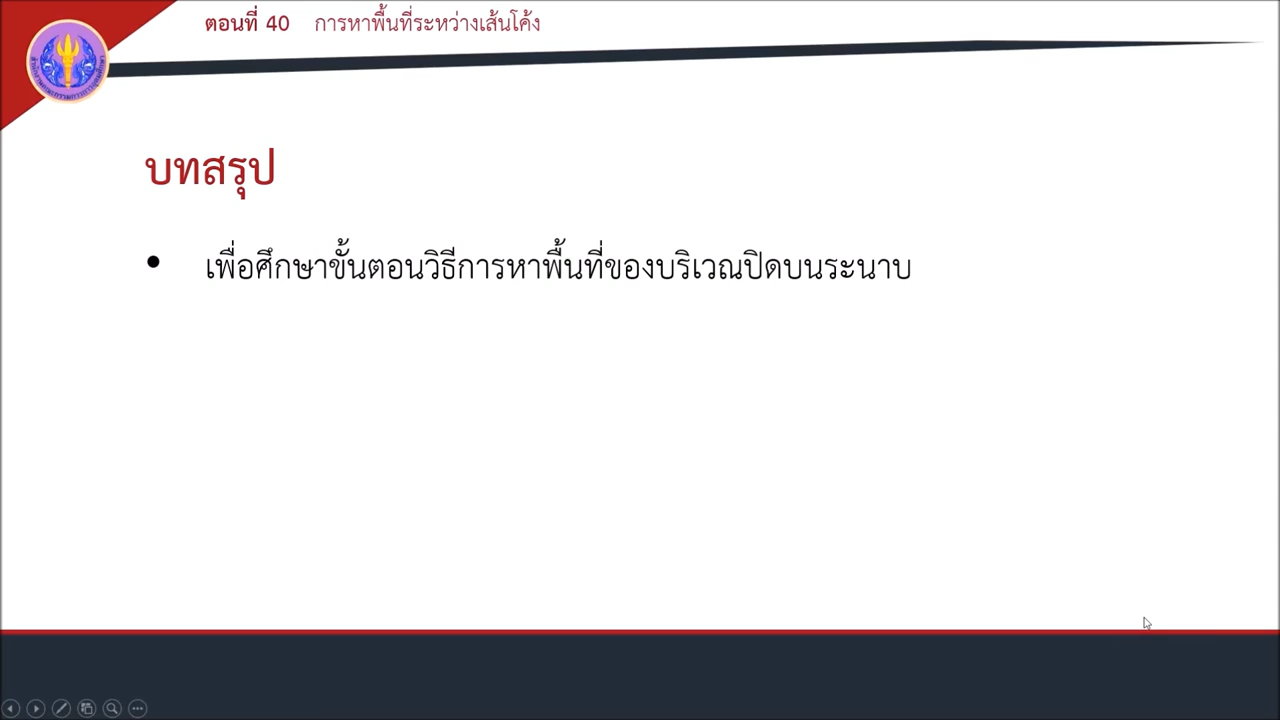 ตอนที่ 40 การหาพื้นที่ระหว่างเส้นโค้ง
บทสรุป
• เพื่อศึกษาขั้นตอนวิธีการหาพื้นที่ของบริเวณปิดบนระนาบ